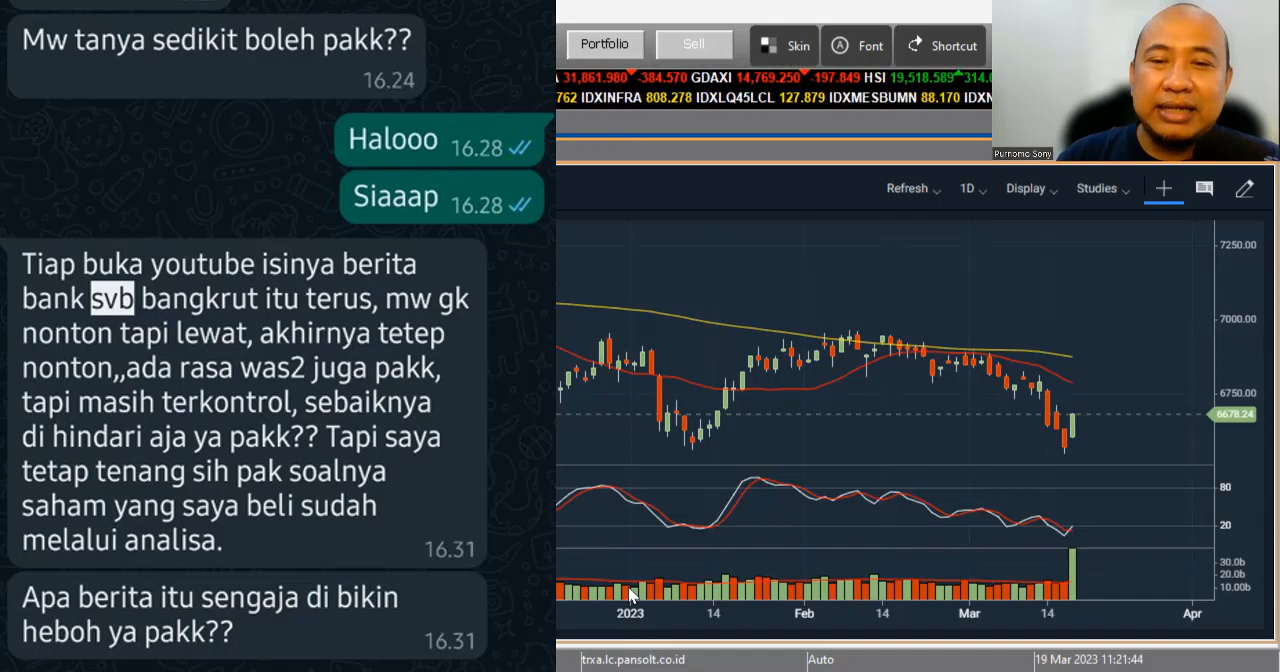 Mw tanya sedikit boleh pakk??
16.24
Halooo 16.28
Siaaap 16.28
Tiap buka youtube isinya berita
bank svb bangkrut itu terus, mw gk
nonton tapi lewat, akhirnya tetep
nonton,,ada rasa was2 juga pakk,
tapi masih terkontrol, sebaiknya
di hindari aja ya pakk?? Tapi saya
tetap tenang sih pak soalnya
saham yang saya beli sudah
melalui analisa.
16.31
Apa berita itu sengaja di bikin
heboh ya pakk??
16.31
Portfolio Sell Skin Font Shortcut
31,861.980 -384.570 GDAXI 14,769.250 -197.849 HSI 19,518.589 314.
762 IDXINFRA 808.278 IDXLQ45LCL 127.879 IDXMESBUMN 88.170 IDXN
Purnomo Sony
Refresh 1D Display Studies
7250.00
7000.00
6750.00
6678.24
80
20
30.0b
20.0b
10.00b
2023 14 Feb 14 Mar 14 Apr
trxa.lc.pansolt.co.id Auto 19 Mar 2023 11:21:44